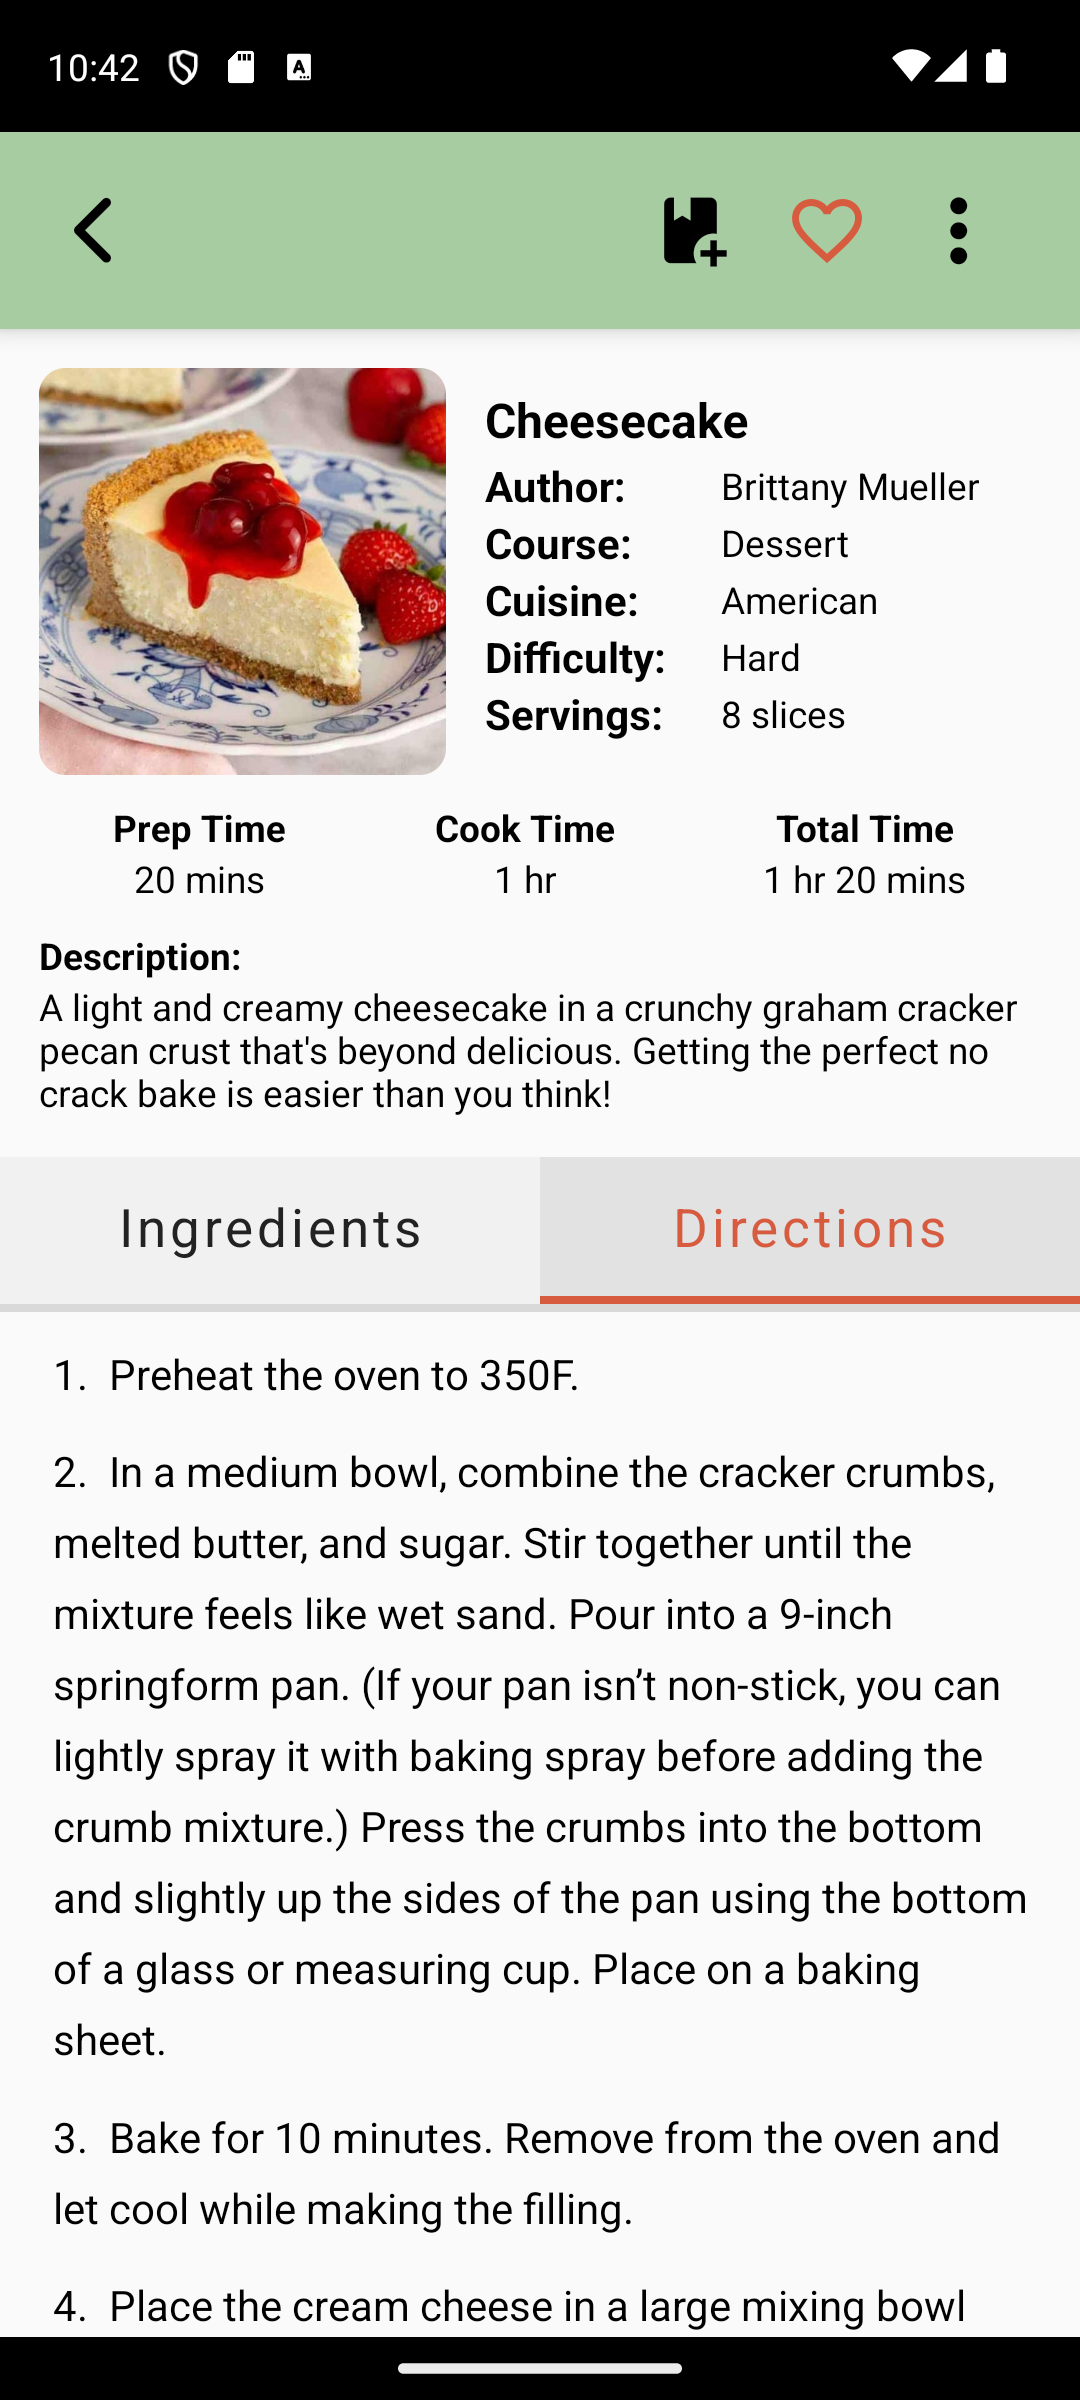 10:42
A
Cheesecake
Author: Brittany Mueller
Course: Dessert
Cuisine: American
Difficulty: Hard
Servings: 8 slices
Prep Time Cook Time Total Time
20 mins 1 hr 1 hr 20 mins
Description:
A light and creamy cheesecake in a crunchy graham cracker
pecan crust that's beyond delicious. Getting the perfect no
crack bake is easier than you think!
Ingredients Directions
1. Preheat the oven to 350F.
2. In a medium bowl, combine the cracker crumbs,
melted butter, and sugar. Stir together until the
mixture feels like wet sand. Pour into a 9-inch
springform pan. (If your pan isn’t non-stick, you can
lightly spray it with baking spray before adding the
crumb mixture.) Press the crumbs into the bottom
and slightly up the sides of the pan using the bottom
of a glass or measuring cup. Place on a baking
sheet.
3. Bake for 10 minutes. Remove from the oven and
let cool while making the filling.
4. Place the cream cheese in a large mixing bowl